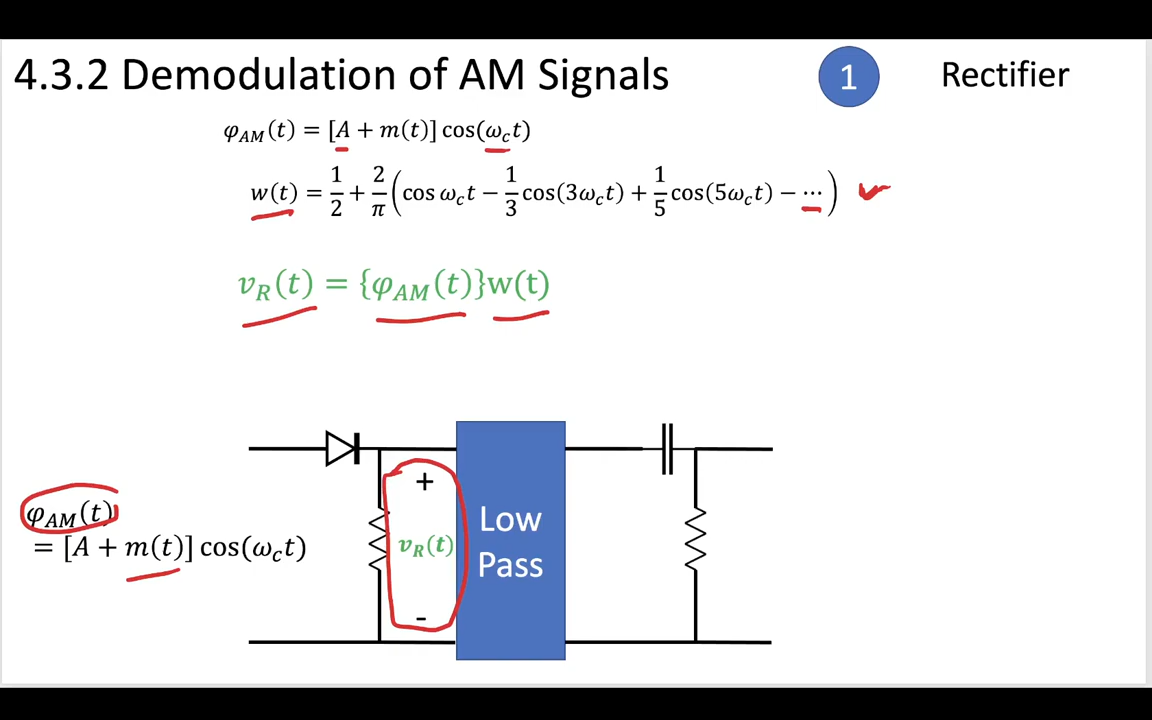 4.3.2 Demodulation of AM Signals
1
Rectifier
φ_AM(t) = [A + m(t)] cos(ω_c t)
w(t) = 1/2 + 2/π (cos ω_c t − 1/3 cos(3ω_c t) + 1/5 cos(5ω_c t) − ⋯)
v_R(t) = {φ_AM(t)}w(t)
+
φ_AM(t)
= [A + m(t)] cos(ω_c t)
v_R(t)
-
Low
Pass